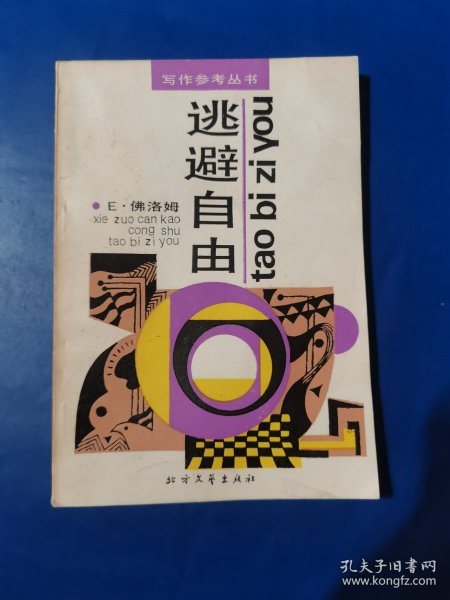 写作参考丛书
逃避自由
tao bi zi you
E·佛洛姆
xie zuo can kao
cong shu
tao bi zi you
北方文艺出版社
孔夫子旧书网
www.kongfz.com